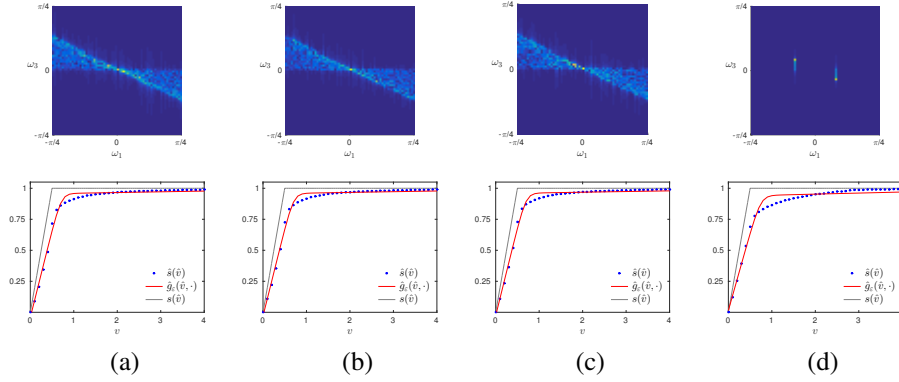 π/4 π/4 π/4 π/4
ω₃ ω₃ ω₃ ω₃
0 0 0 0
-π/4 -π/4 -π/4 -π/4
-π/4 0 π/4 -π/4 0 π/4 -π/4 0 π/4 -π/4 0 π/4
ω₁ ω₁ ω₁ ω₁
1 1 1 1
0.75 0.75 0.75 0.75
0.5 0.5 0.5 0.5
ŝ(v̂) ŝ(v̂) ŝ(v̂) ŝ(v̂)
0.25 ĝε(v̂, ·) 0.25 ĝε(v̂, ·) 0.25 ĝε(v̂, ·) 0.25 ĝε(v̂, ·)
s(v̂) s(v̂) s(v̂) s(v̂)
0 1 2 3 4 0 1 2 3 4 0 1 2 3 4 0 1 2 3
v v v v
(a) (b) (c) (d)